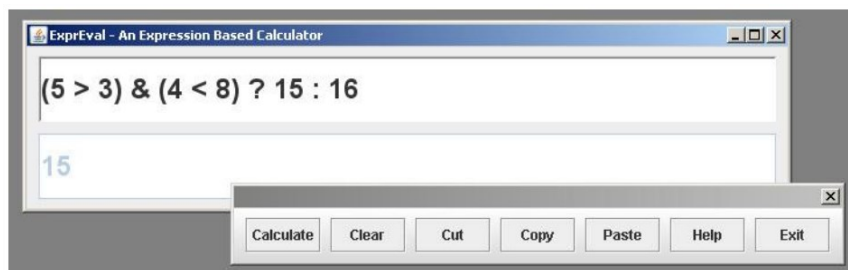 ExprEval - An Expression Based Calculator
(5 > 3) & (4 < 8) ? 15 : 16
15
Calculate Clear Cut Copy Paste Help Exit